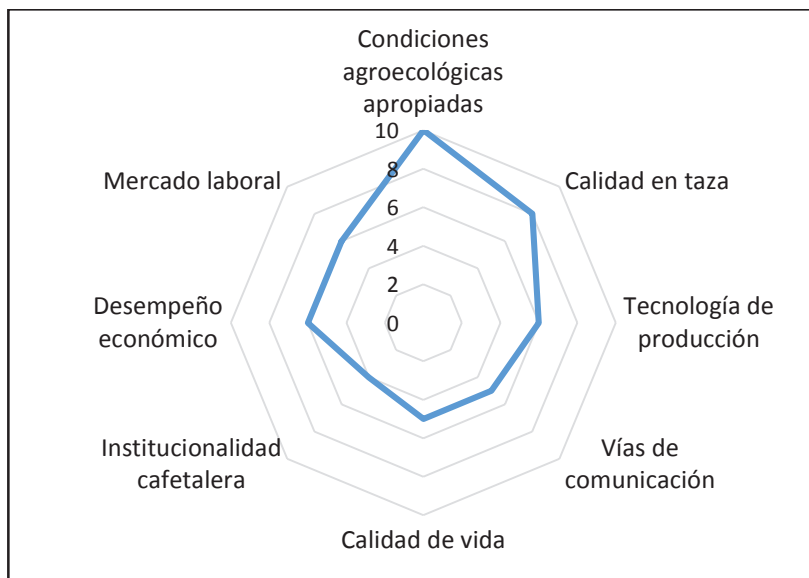 Condiciones
agroecológicas
apropiadas
Calidad en taza
Tecnología de
producción
Vías de
comunicación
Calidad de vida
Institucionalidad
cafetalera
Desempeño
económico
Mercado laboral
10
8
6
4
2
0